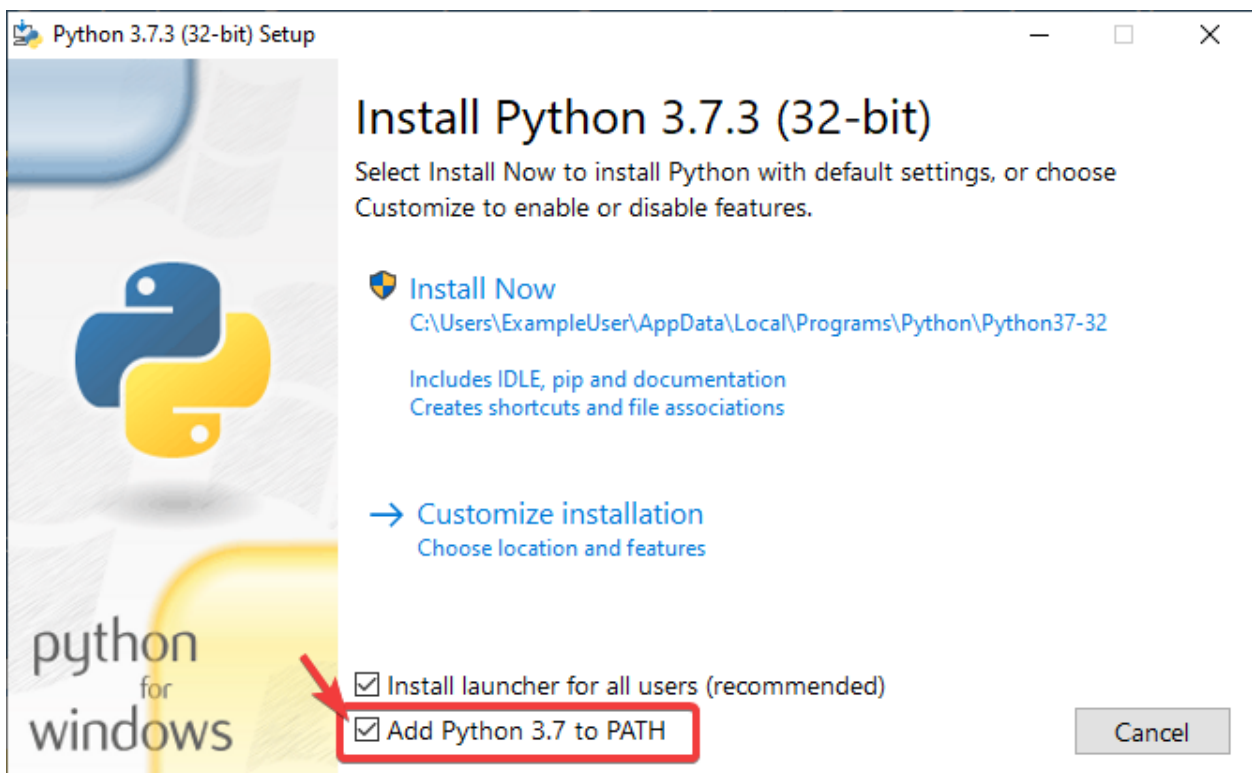 Python 3.7.3 (32-bit) Setup
Install Python 3.7.3 (32-bit)
Select Install Now to install Python with default settings, or choose
Customize to enable or disable features.
Install Now
C:\Users\ExampleUser\AppData\Local\Programs\Python\Python37-32
Includes IDLE, pip and documentation
Creates shortcuts and file associations
Customize installation
Choose location and features
python
for
windows
Install launcher for all users (recommended)
Add Python 3.7 to PATH
Cancel